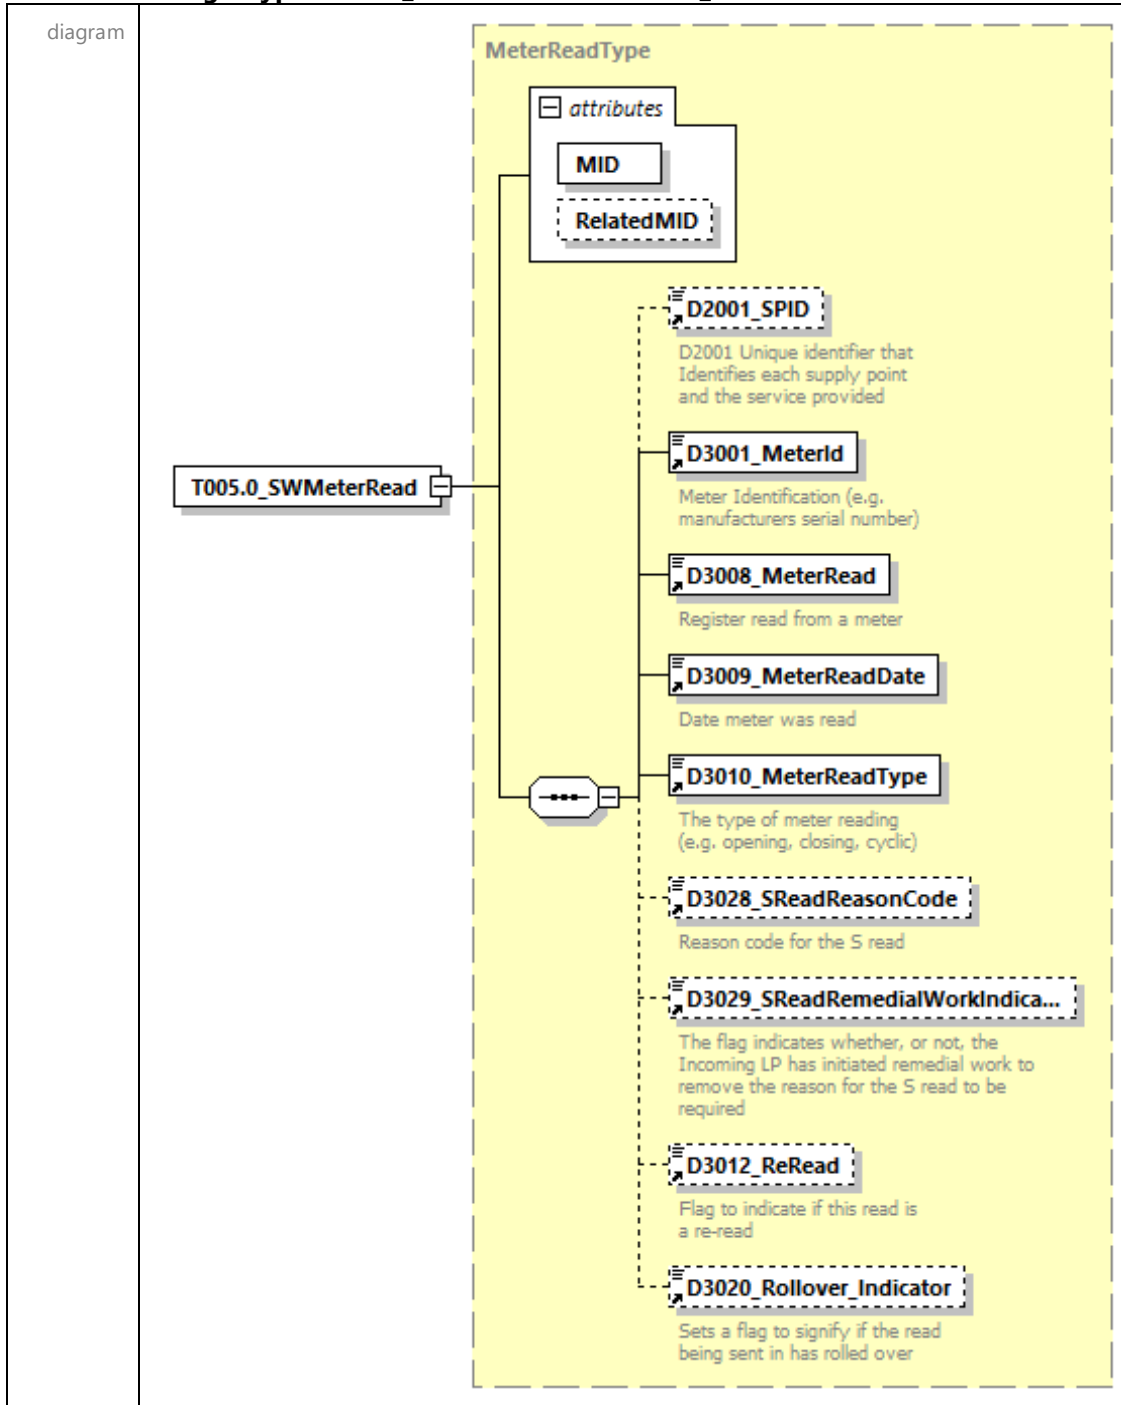 diagram
MeterReadType
attributes
MID
RelatedMID
D2001_SPID
D2001 Unique identifier that
Identifies each supply point
and the service provided
D3001_MeterId
Meter Identification (e.g.
manufacturers serial number)
T005.0_SWMeterRead
D3008_MeterRead
Register read from a meter
D3009_MeterReadDate
Date meter was read
D3010_MeterReadType
The type of meter reading
(e.g. opening, closing, cyclic)
D3028_SReadReasonCode
Reason code for the S read
D3029_SReadRemedialWorkIndica...
The flag indicates whether, or not, the
Incoming LP has initiated remedial work to
remove the reason for the S read to be
required
D3012_ReRead
Flag to indicate if this read is
a re-read
D3020_Rollover_Indicator
Sets a flag to signify if the read
being sent in has rolled over